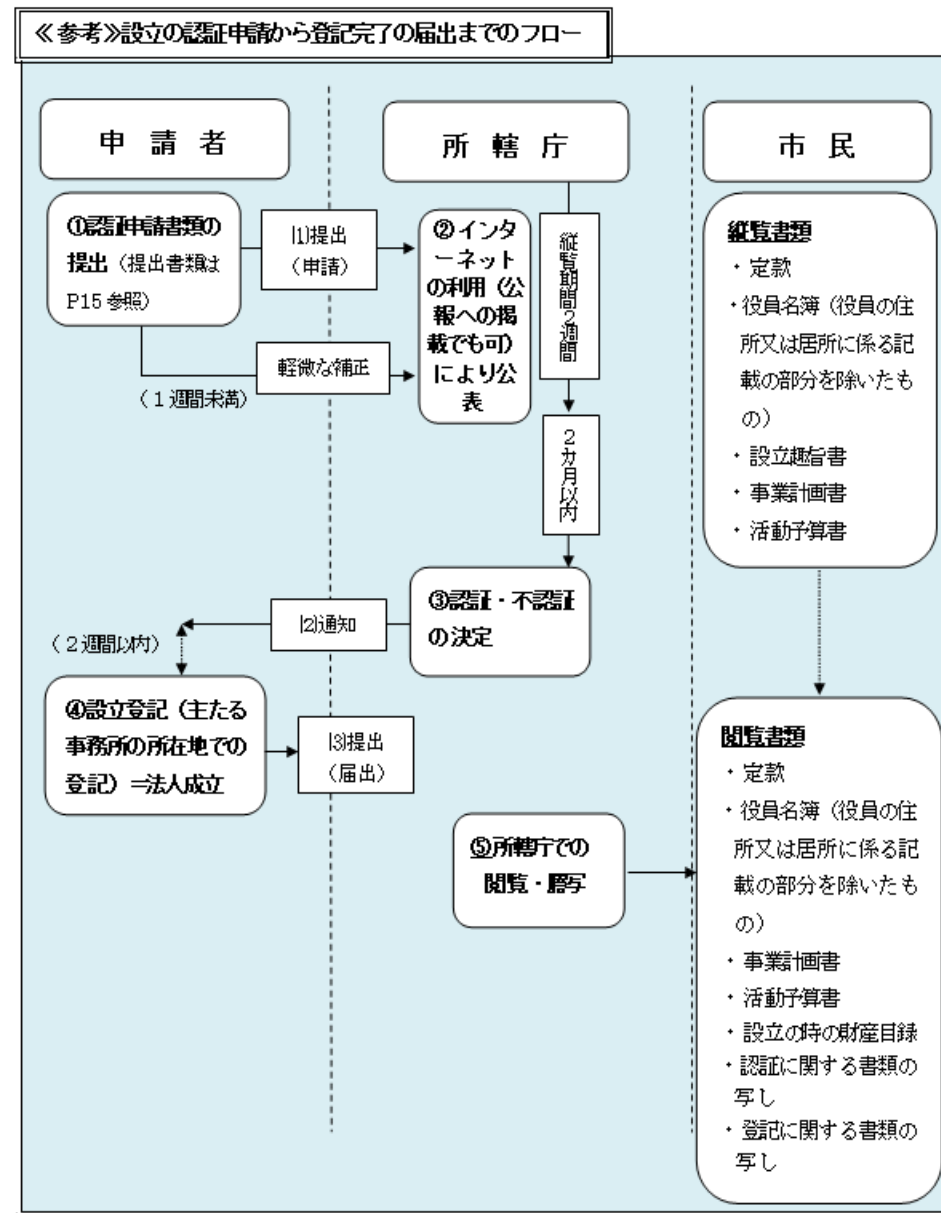 ≪参考≫設立の認証申請から登記完了の届出までのフロー
申 請 者
所 轄 庁
市 民
①認証申請書類の
提出（提出書類は
P15 参照）
(1)提出
（申請）
軽微な補正
（１週間未満）
②インタ
ーネット
の利用（公
報への掲
載でも可）
により公
表
縦覧期間２週間
２カ月以内
縦覧書類
・定款
・役員名簿（役員の住
所又は居所に係る記
載の部分を除いたも
の）
・設立趣旨書
・事業計画書
・活動予算書
③認証・不認証
の決定
(2)通知
（２週間以内）
④設立登記（主たる
事務所の所在地での
登記）＝法人成立
(3)提出
（届出）
⑤所轄庁での
閲覧・謄写
閲覧書類
・定款
・役員名簿（役員の住
所又は居所に係る記
載の部分を除いたも
の）
・事業計画書
・活動予算書
・設立の時の財産目録
・認証に関する書類の
写し
・登記に関する書類の
写し